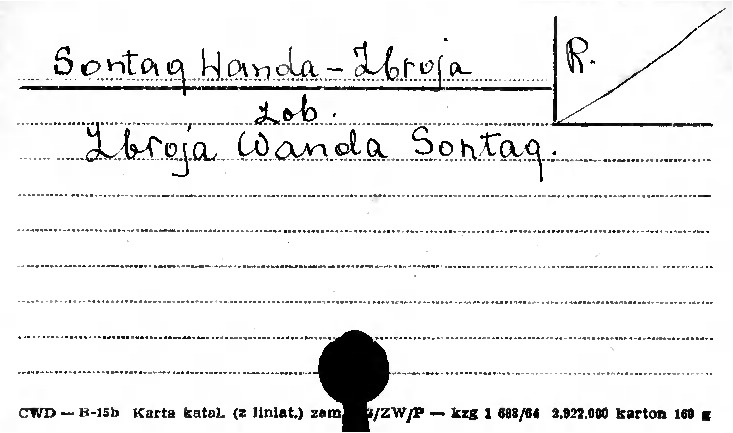 Sontag Wanda - Zbroja
R.
zob.
Zbroja Wanda Sontag.
CWD — B-15b Karta katal. (z liniat.) zam. /ZW/P — kzg 1 688/64 2.922.000 karton 160 g